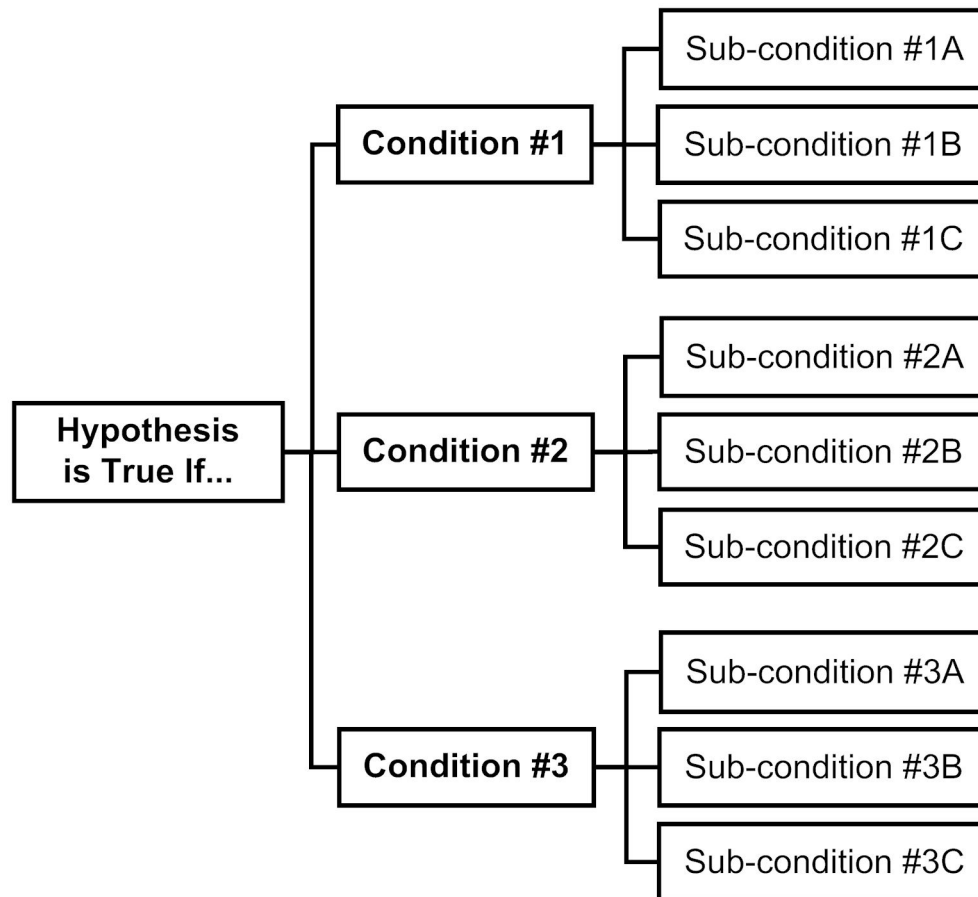 Sub-condition #1A
Condition #1
Sub-condition #1B
Sub-condition #1C
Sub-condition #2A
Hypothesis
is True If...
Condition #2
Sub-condition #2B
Sub-condition #2C
Sub-condition #3A
Condition #3
Sub-condition #3B
Sub-condition #3C